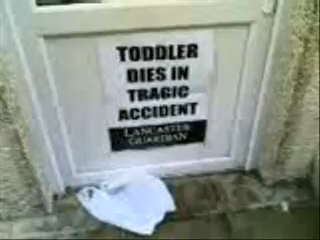 TODDLER
DIES IN
TRAGIC
ACCIDENT
LANCASTER
GUARDIAN